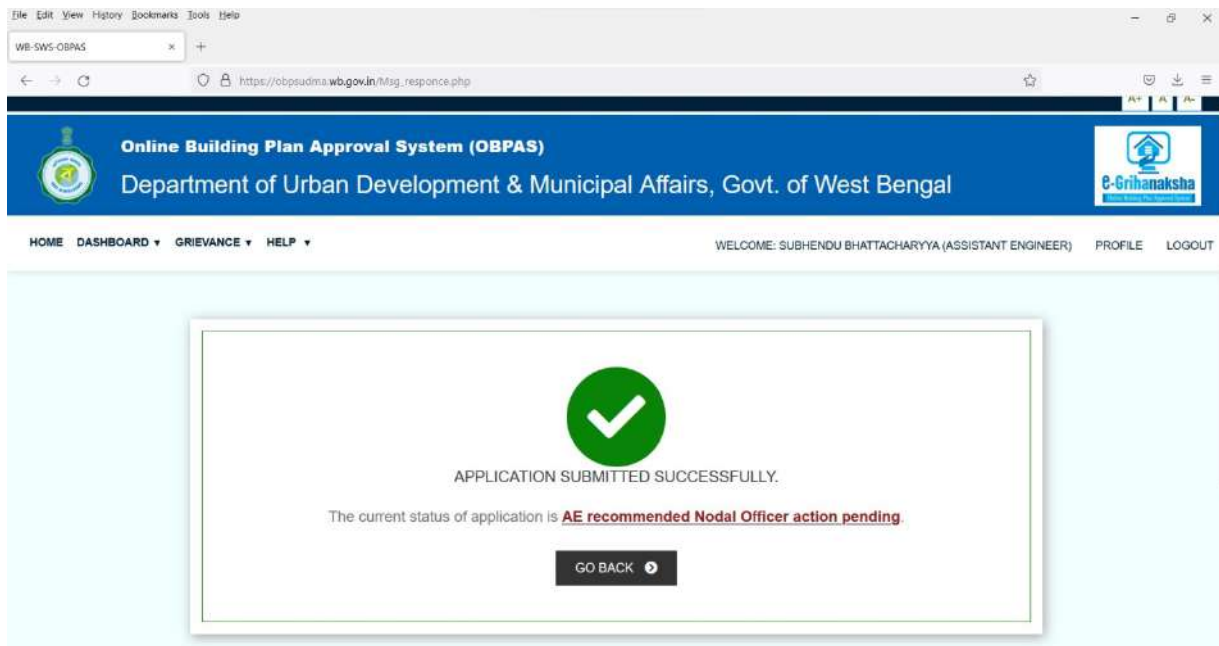 File Edit View History Bookmarks Tools Help
WB-SWS-OBPAS
https://obpsudma.wb.gov.in/Msg_responce.php
A+ A A-
Online Building Plan Approval System (OBPAS)
Department of Urban Development & Municipal Affairs, Govt. of West Bengal
e-Grihanaksha
HOME DASHBOARD GRIEVANCE HELP WELCOME: SUBHENDU BHATTACHARYYA (ASSISTANT ENGINEER) PROFILE LOGOUT
APPLICATION SUBMITTED SUCCESSFULLY.
The current status of application is AE recommended Nodal Officer action pending.
GO BACK